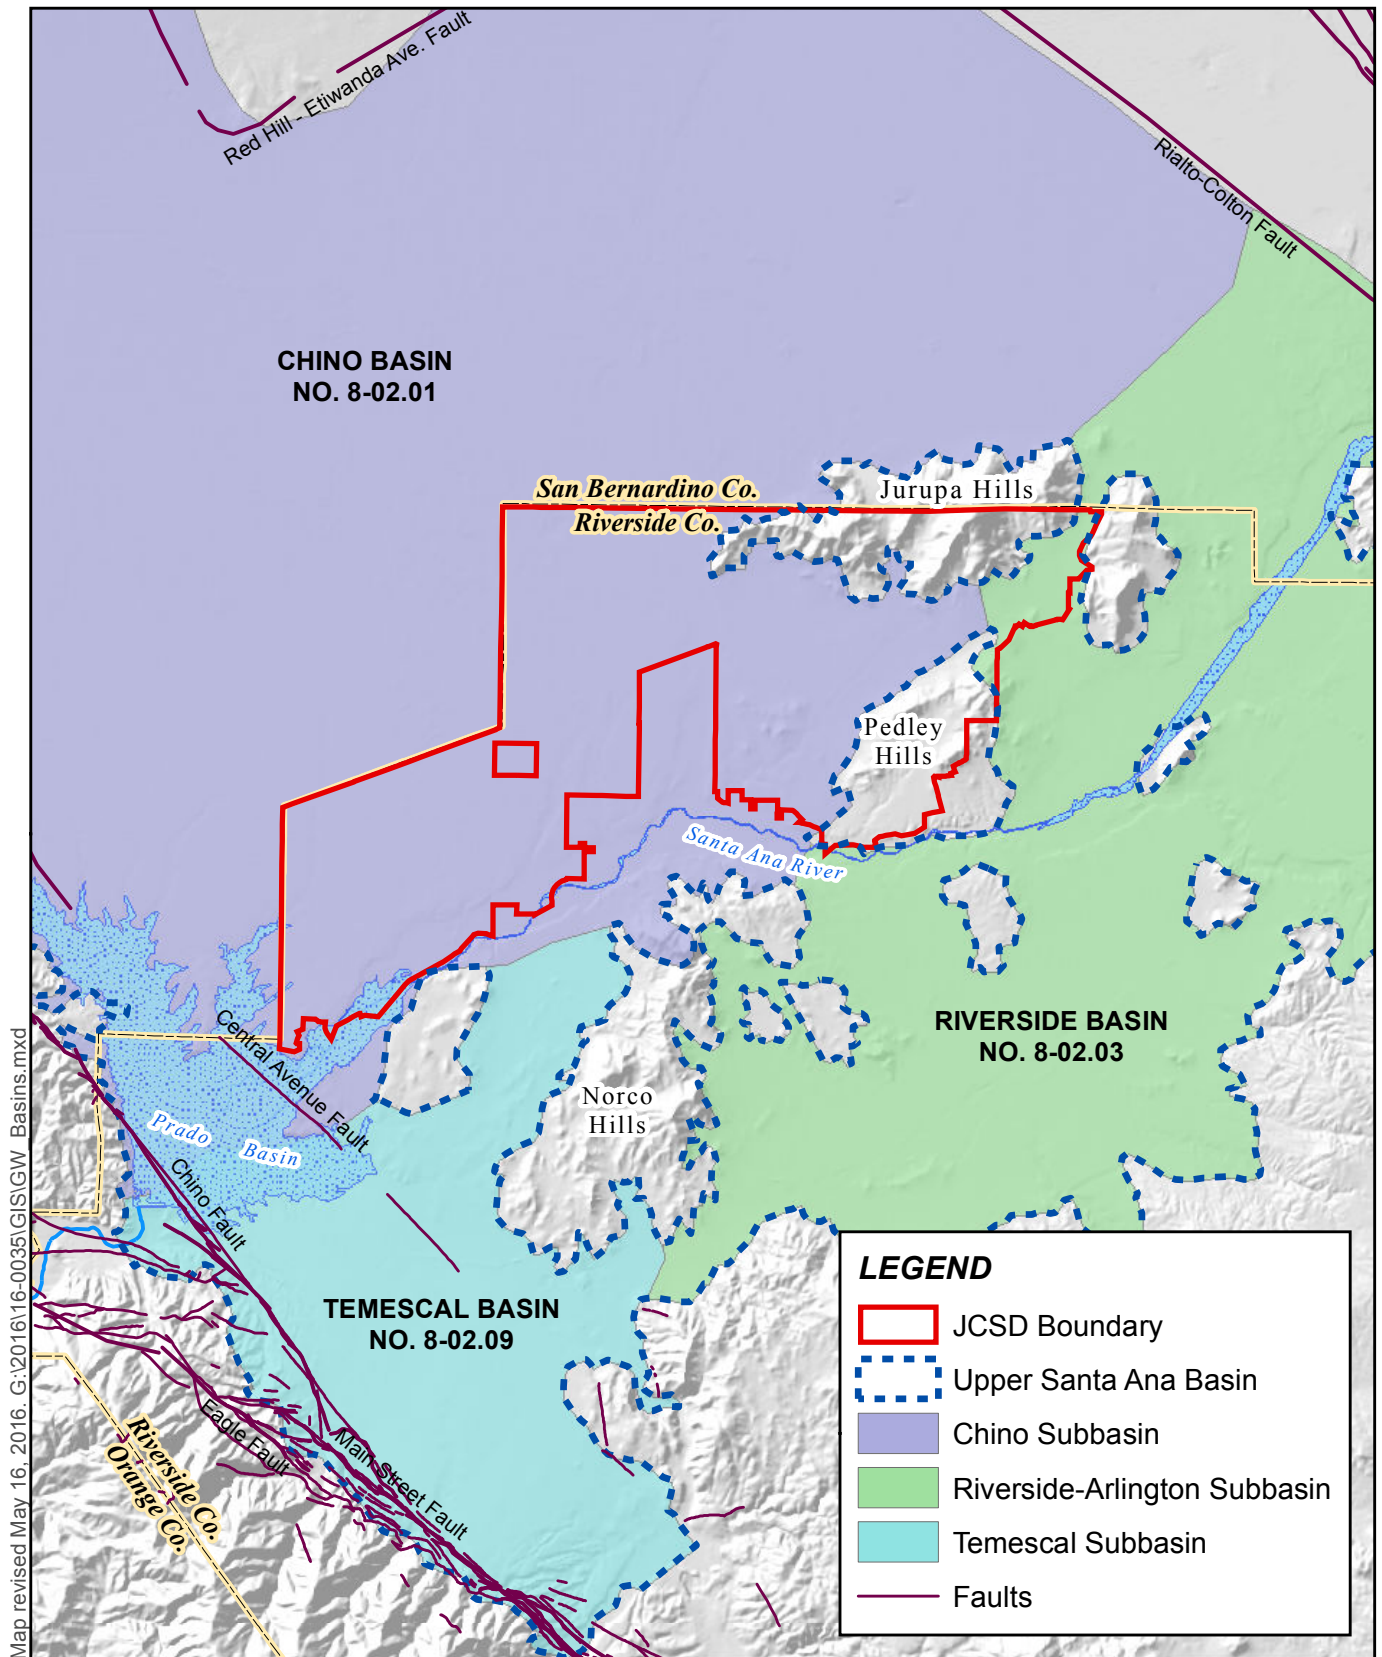 Red Hill - Etiwanda Ave. Fault
Rialto-Colton Fault
CHINO BASIN
NO. 8-02.01
San Bernardino Co.
Riverside Co.
Jurupa Hills
Pedley
Hills
Santa Ana River
RIVERSIDE BASIN
NO. 8-02.03
Central Avenue Fault
Norco
Hills
Prado Basin
Chino Fault
TEMESCAL BASIN
NO. 8-02.09
Eagle Fault
Main Street Fault
Riverside Co.
Orange Co.
LEGEND
JCSD Boundary
Upper Santa Ana Basin
Chino Subbasin
Riverside-Arlington Subbasin
Temescal Subbasin
Faults
Map revised May 16, 2016. G:\2016\16-0035\GIS\GW_Basins.mxd